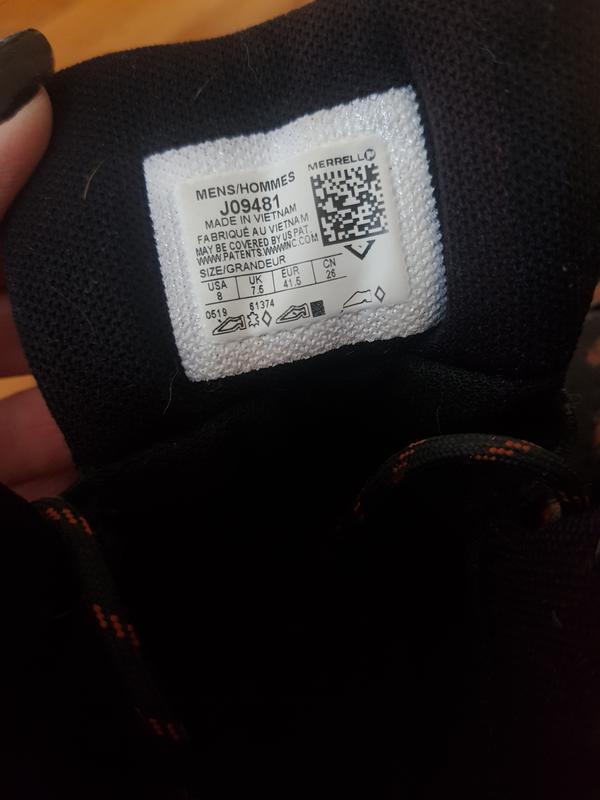 MERRELL
MENS/HOMMES
J09481
MADE IN VIETNAM
FABRIQUÉ AU VIETNAM
MAY BE COVERED BY US PAT.
WWW.PATENTS.WWWINC.COM
SIZE/GRANDEUR
USA UK EUR CN
8 7.5 41.5 26
0519 61374